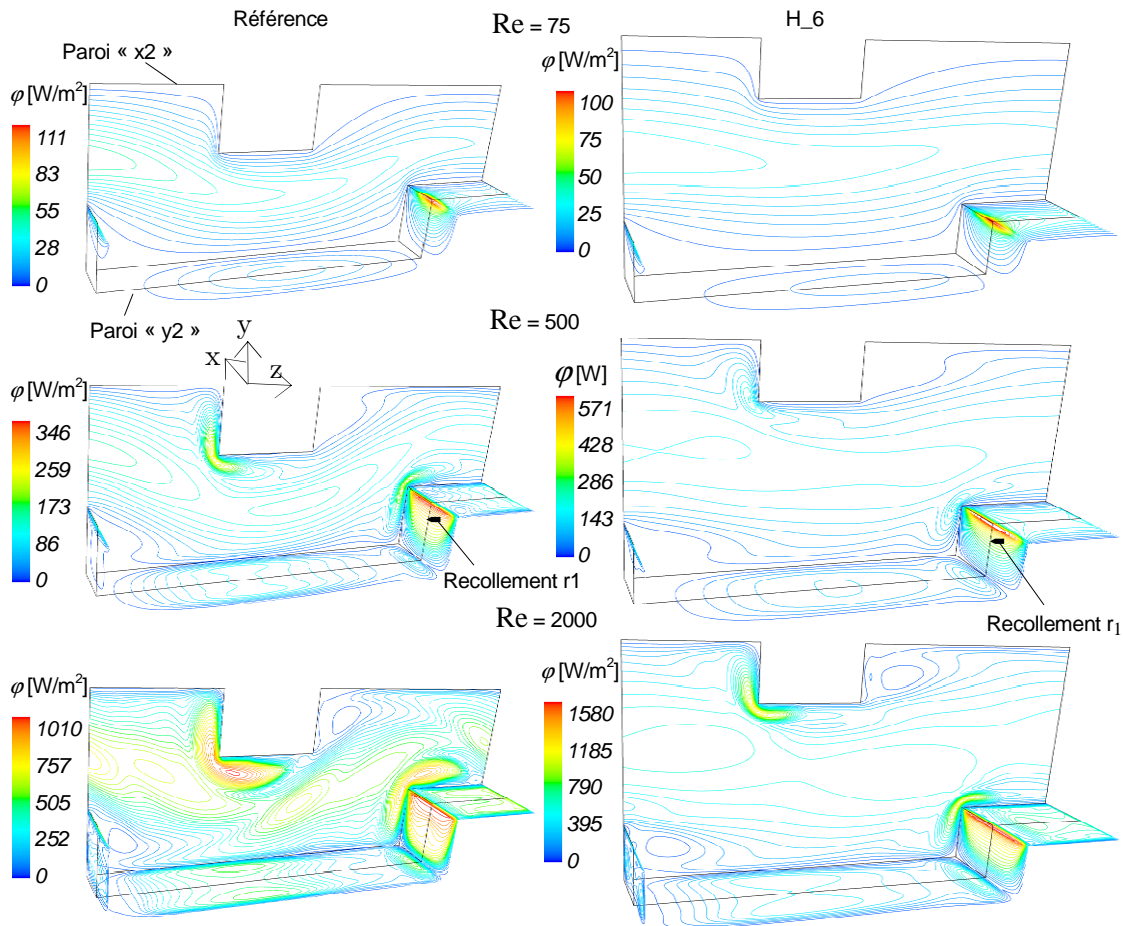 Référence
Re = 75
H_6
Paroi « x2 »
φ [W/m²]
111
83
55
28
0
φ [W/m²]
100
75
50
25
0
Paroi « y2 »
Re = 500
y
x
z
φ [W/m²]
346
259
173
86
0
φ [W]
571
428
286
143
0
Recollement r1
Recollement r₁
Re = 2000
φ [W/m²]
1010
757
505
252
0
φ [W/m²]
1580
1185
790
395
0